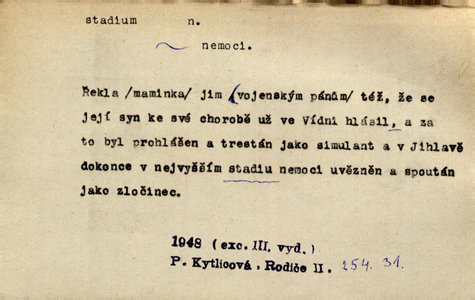 stadium n.
~ nemoci.
Řekla /maminka/ jim (vojenským pánům/ též, že se
její syn ke své chorobě už ve Vídni hlásil, a za
to byl prohlášen a trestán jako simulant a v Jihlavě
dokonce v nejvyšším stadiu nemoci uvězněn a spoután
jako zločinec.
1948 (exc. III. vyd.)
P. Kytlicová, Rodiče II. 254. 31.